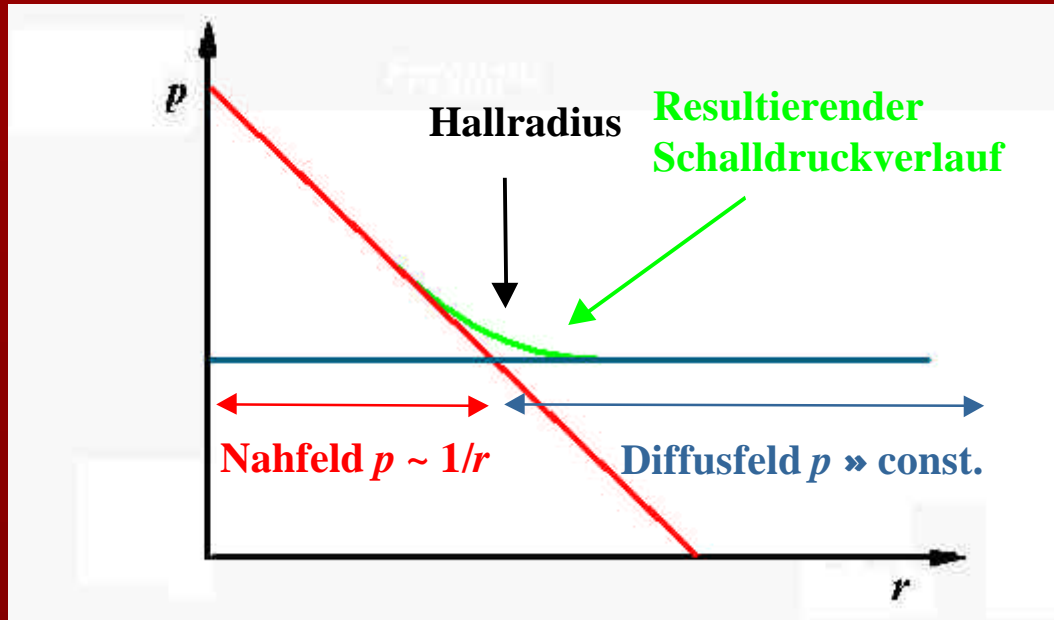 p
Hallradius
Resultierender
Schalldruckverlauf
Nahfeld p ~ 1/r
Diffusfeld p » const.
r